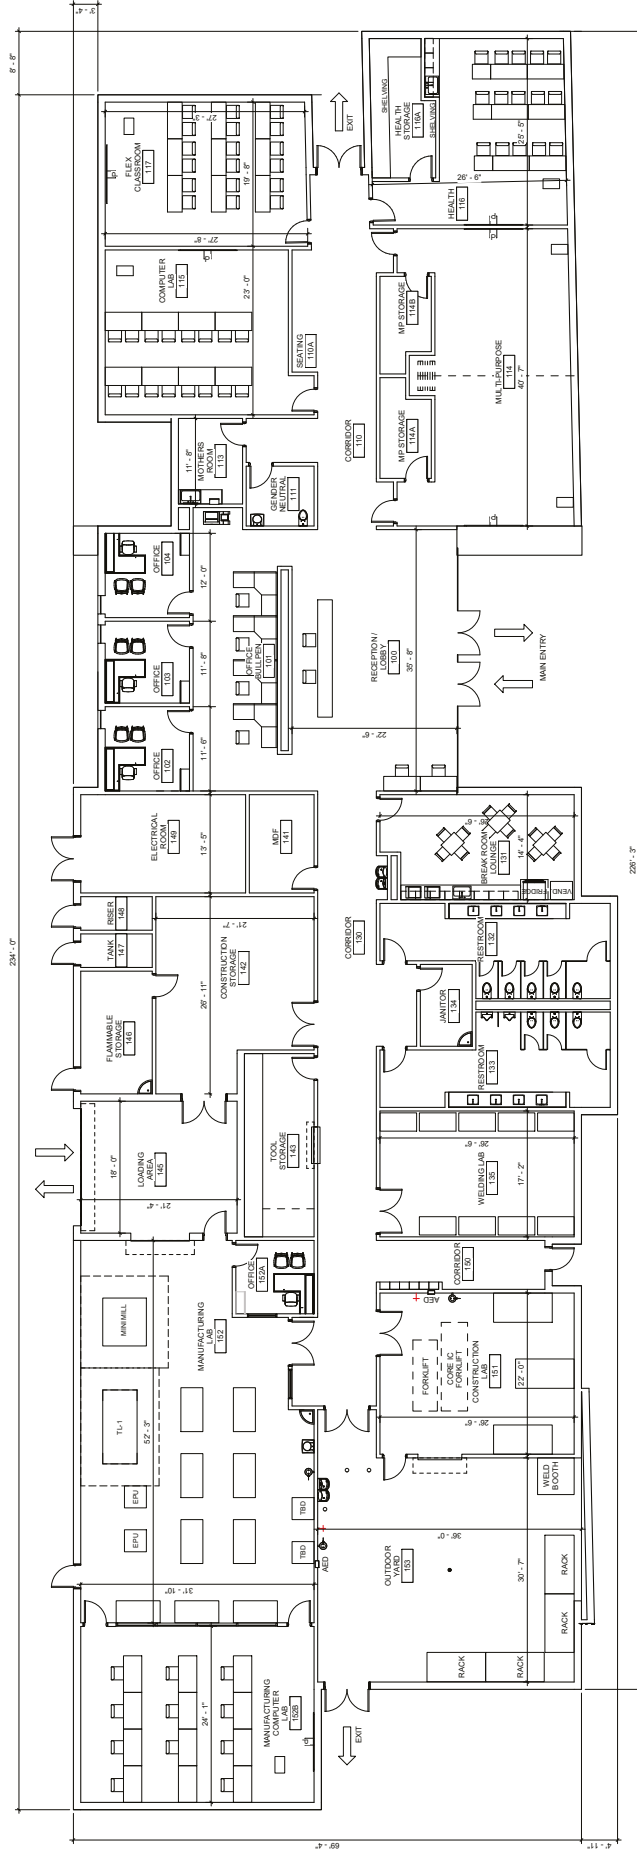 3' - 4"
8' - 8"
234' - 0"
226' - 3"
69' - 4"
4' - 11"
FLEX
CLASSROOM
117
27' - 3"
19' - 8"
27' - 8"
EXIT
SHELVING
HEALTH
STORAGE
116A
SHELVING
25' - 5"
26' - 9"
HEALTH
116
COMPUTER
LAB
115
23' - 0"
SEATING
110A
MP STORAGE
114B
MULTI-PURPOSE
114
40' - 7"
MP STORAGE
114A
CORRIDOR
110
MOTHERS
ROOM
113
11' - 8"
GENDER
NEUTRAL
111
OFFICE
104
12' - 0"
OFFICE
103
11' - 8"
OFFICE
102
11' - 6"
OFFICE
BULLPEN
101
RECEPTION /
LOBBY
100
35' - 8"
22' - 6"
MAIN ENTRY
ELECTRICAL
ROOM
149
13' - 5"
MDF
141
BREAK ROOM
LOUNGE
131
26' - 6"
14' - 4"
FRIDGE
VEND
RISER
148
TANK
147
21' - 7"
CONSTRUCTION
STORAGE
142
26' - 11"
CORRIDOR
130
RESTROOM
132
JANITOR
134
RESTROOM
133
FLAMMABLE
STORAGE
146
LOADING
AREA
145
18' - 0"
21' - 4"
TOOL
STORAGE
143
WELDING LAB
135
26' - 6"
17' - 2"
OFFICE
152A
CORRIDOR
150
AED
MANUFACTURING
LAB
152
MINIMILL
TL-1
52' - 3"
EPU
EPU
TBD
TBD
AED
31' - 10"
FORKLIFT
CORE IC
FORKLIFT
CONSTRUCTION
LAB
151
22' - 0"
26' - 6"
WELD
BOOTH
36' - 0"
OUTDOOR
YARD
153
30' - 7"
RACK
RACK
RACK
RACK
MANUFACTURING
COMPUTER
LAB
152B
24' - 1"
EXIT